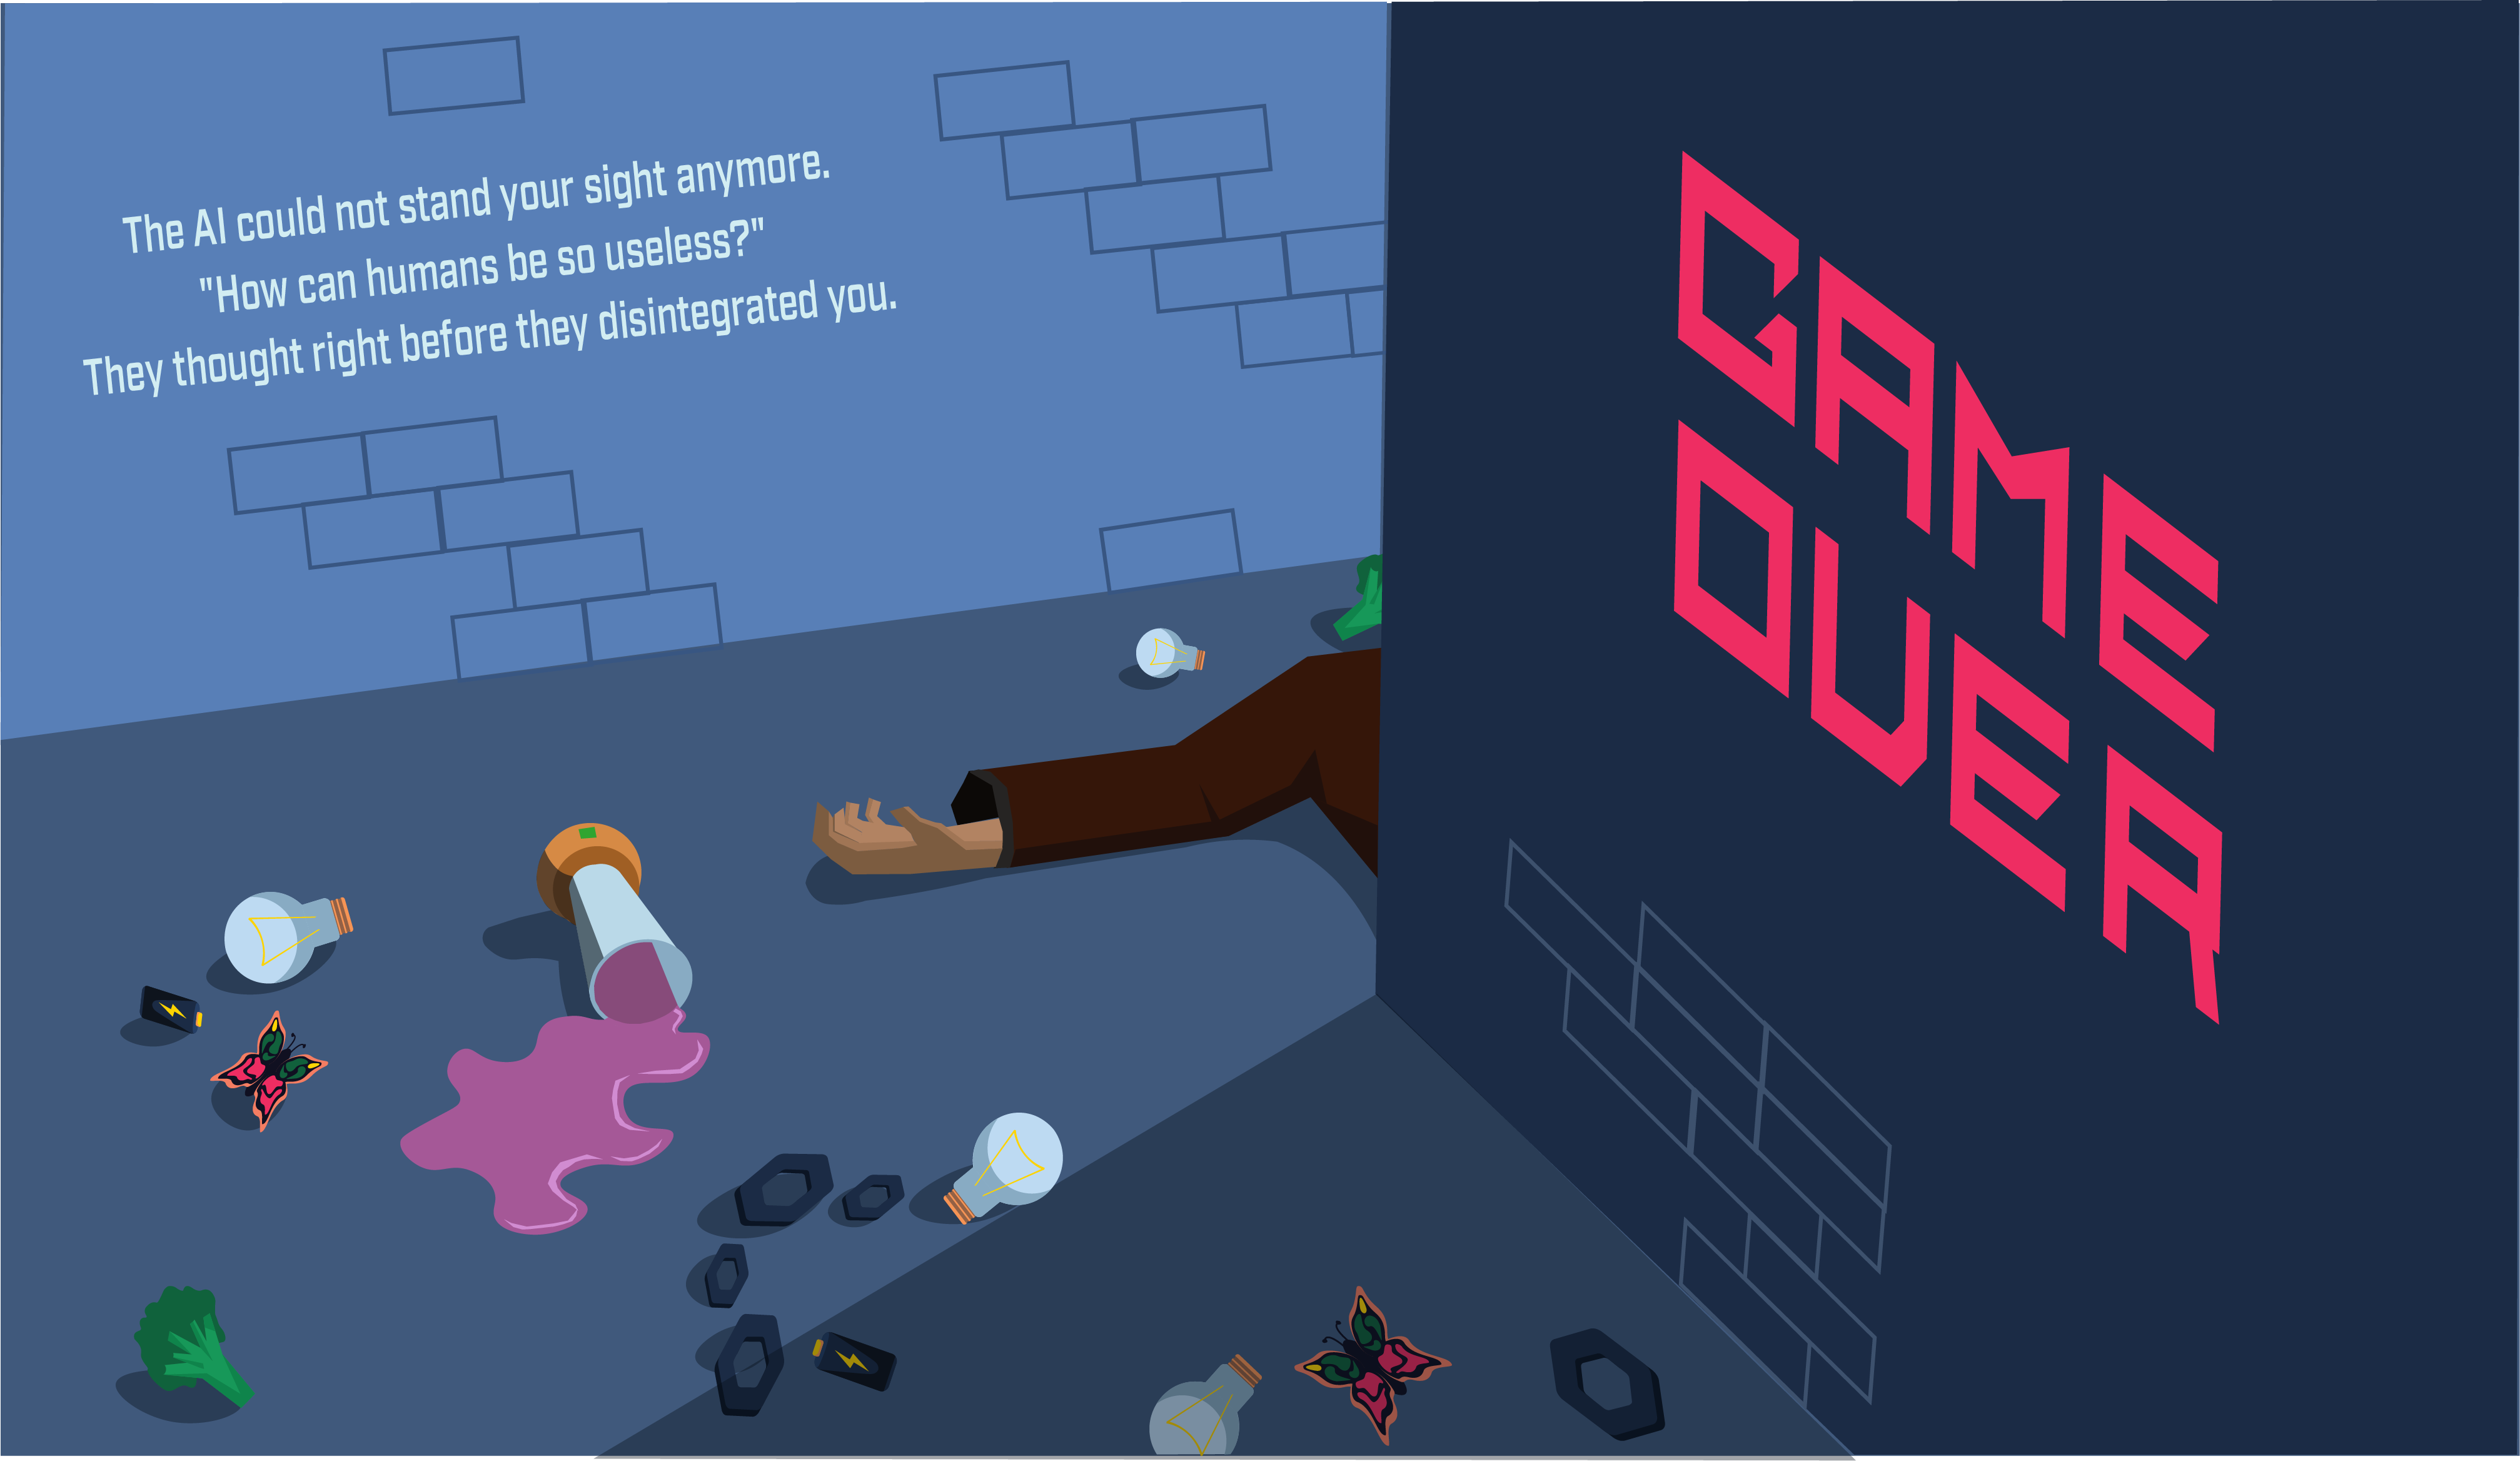 The AI could not stand your sight anymore.
"How can humans be so useless?"
They thought right before they disintegrated you.
GAME
OVER